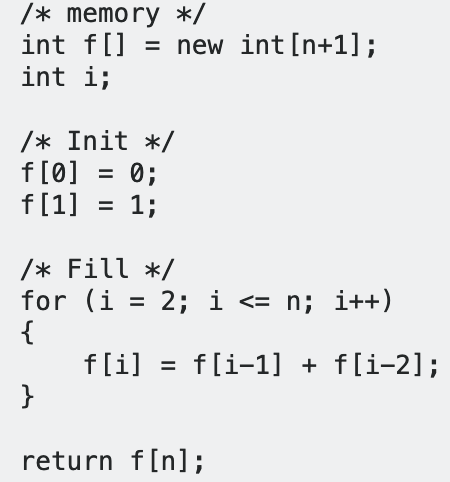 /* memory */
int f[] = new int[n+1];
int i;

/* Init */
f[0] = 0;
f[1] = 1;

/* Fill */
for (i = 2; i <= n; i++)
{
    f[i] = f[i-1] + f[i-2];
}

return f[n];